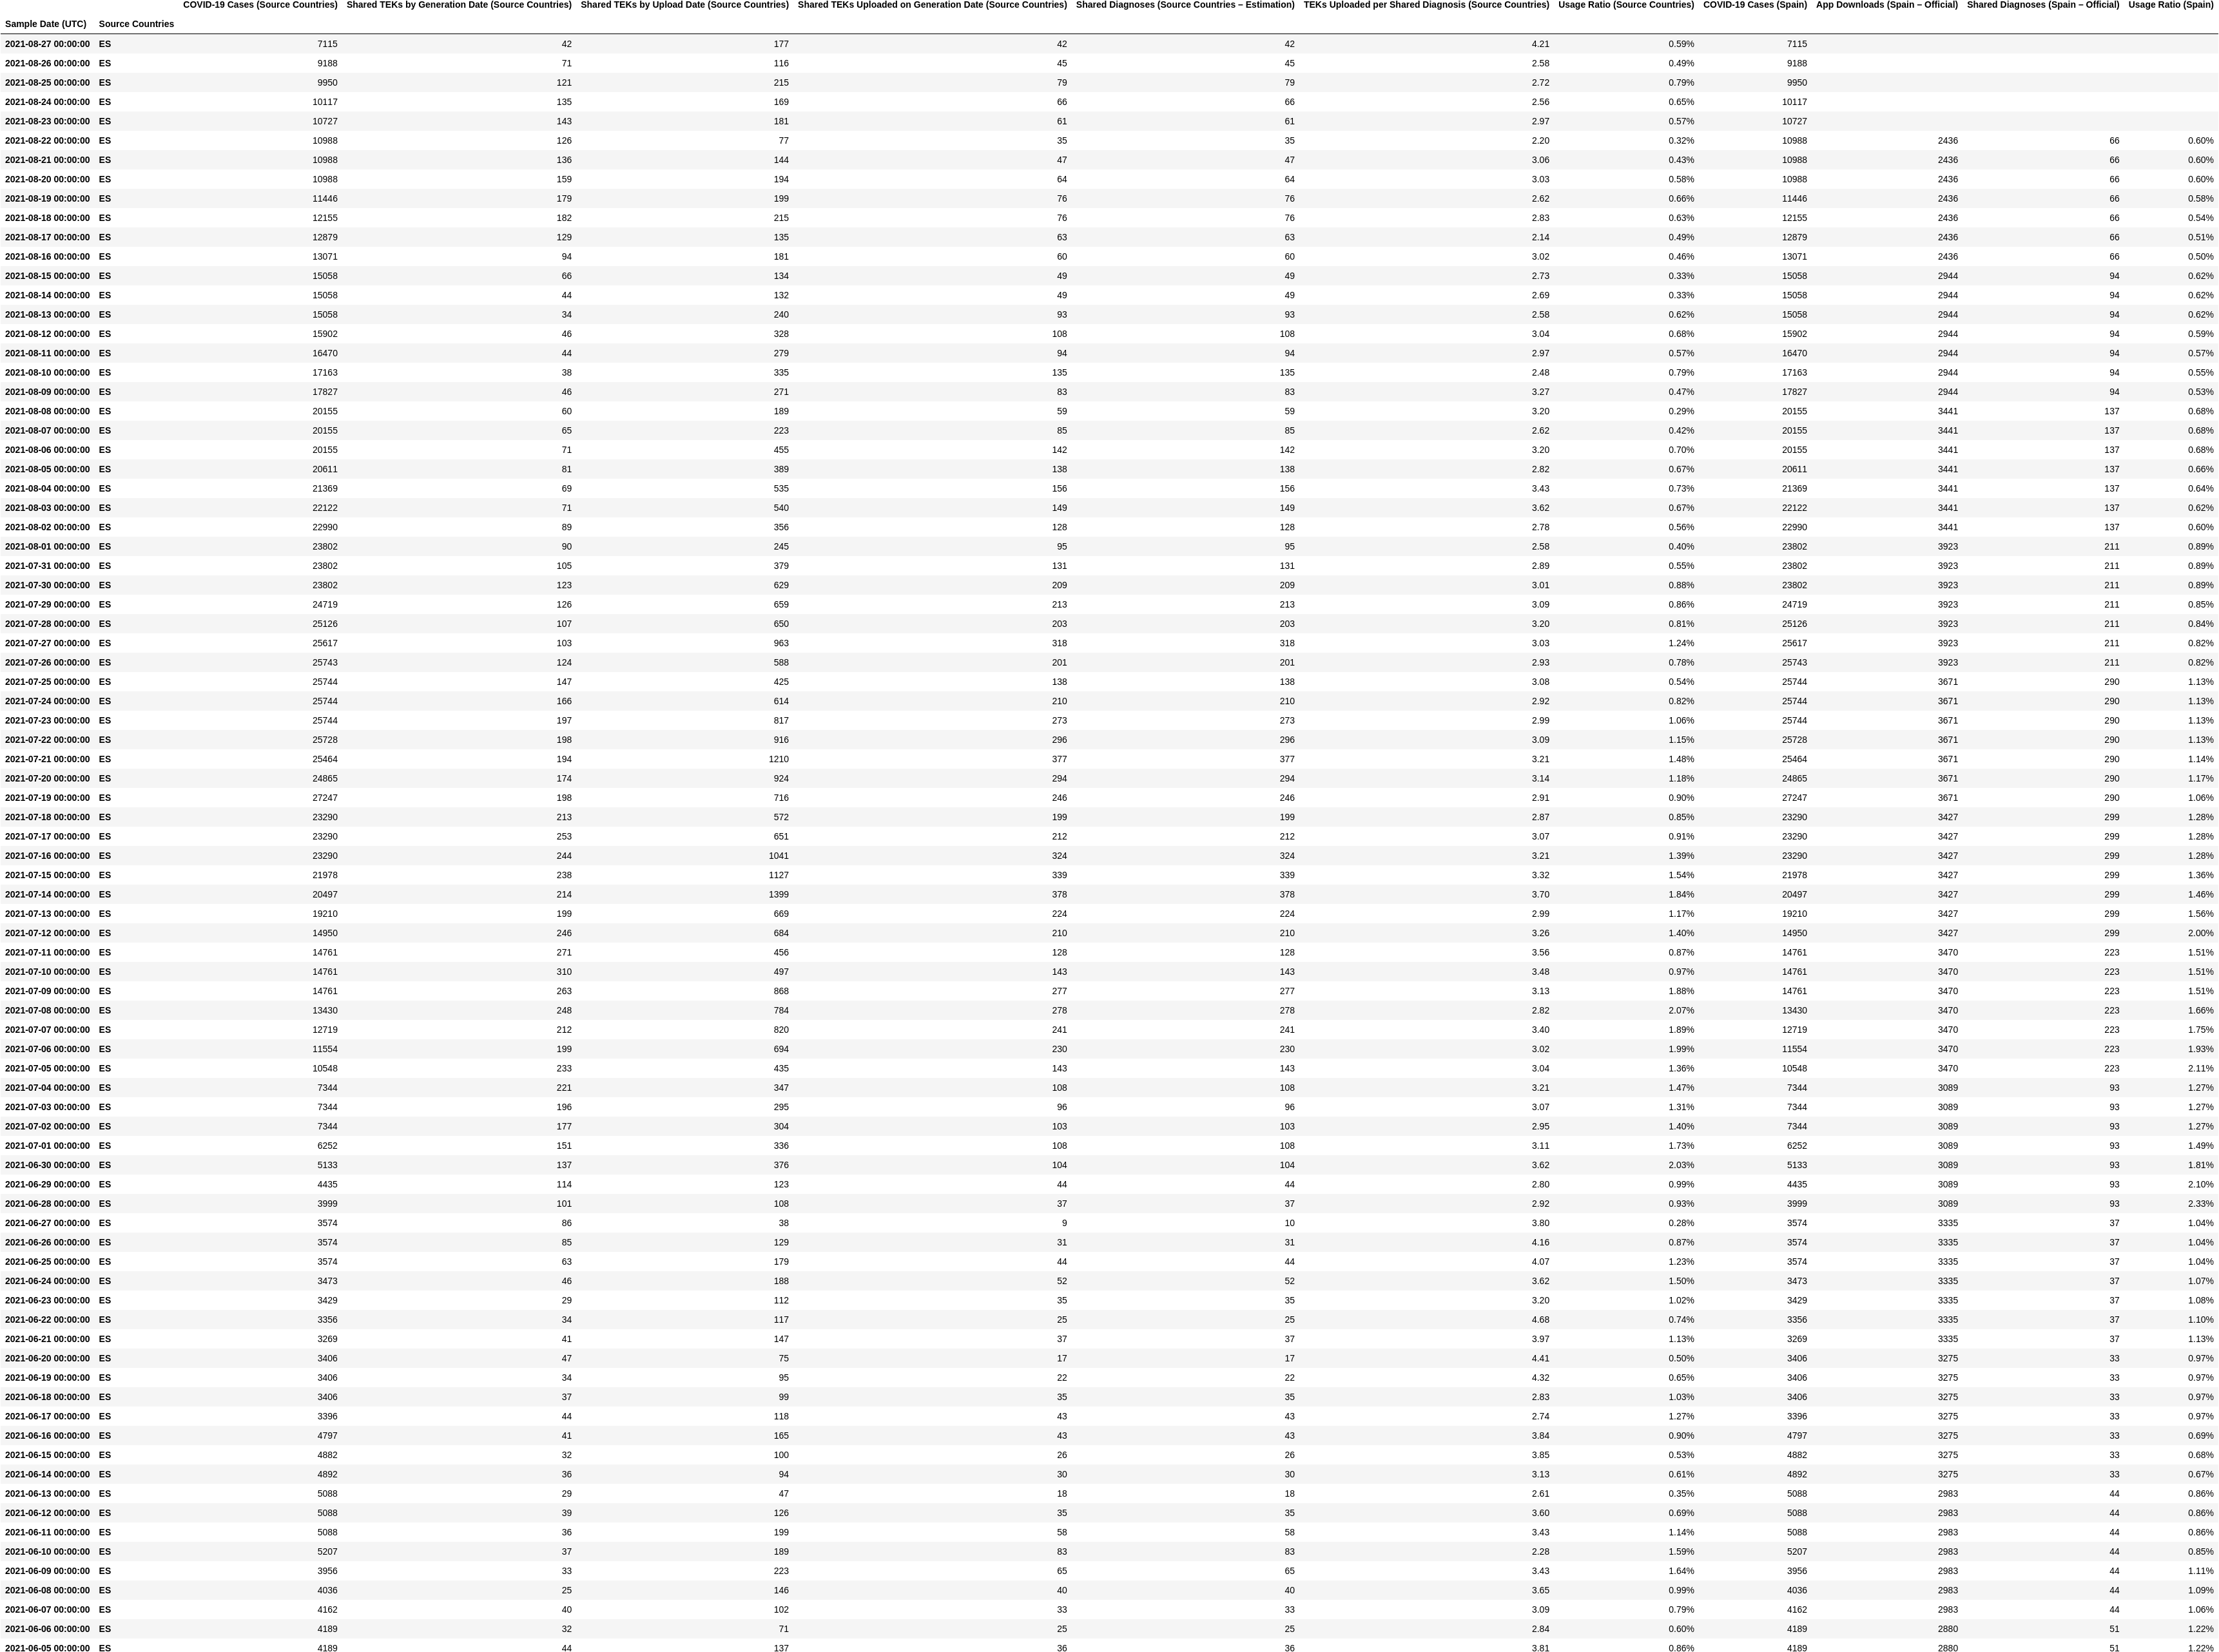 COVID-19 Cases (Source Countries) Shared TEKs by Generation Date (Source Countries) Shared TEKs by Upload Date (Source Countries) Shared TEKs Uploaded on Generation Date (Source Countries) Shared Diagnoses (Source Countries – Estimation) TEKs Uploaded per Shared Diagnosis (Source Countries) Usage Ratio (Source Countries) COVID-19 Cases (Spain) App Downloads (Spain – Official) Shared Diagnoses (Spain – Official) Usage Ratio (Spain)
Sample Date (UTC) Source Countries
2021-08-27 00:00:00 ES 7115 42 177 42 42 4.21 0.59% 7115
2021-08-26 00:00:00 ES 9188 71 116 45 45 2.58 0.49% 9188
2021-08-25 00:00:00 ES 9950 121 215 79 79 2.72 0.79% 9950
2021-08-24 00:00:00 ES 10117 135 169 66 66 2.56 0.65% 10117
2021-08-23 00:00:00 ES 10727 143 181 61 61 2.97 0.57% 10727
2021-08-22 00:00:00 ES 10988 126 77 35 35 2.20 0.32% 10988 2436 66 0.60%
2021-08-21 00:00:00 ES 10988 136 144 47 47 3.06 0.43% 10988 2436 66 0.60%
2021-08-20 00:00:00 ES 10988 159 194 64 64 3.03 0.58% 10988 2436 66 0.60%
2021-08-19 00:00:00 ES 11446 179 199 76 76 2.62 0.66% 11446 2436 66 0.58%
2021-08-18 00:00:00 ES 12155 182 215 76 76 2.83 0.63% 12155 2436 66 0.54%
2021-08-17 00:00:00 ES 12879 129 135 63 63 2.14 0.49% 12879 2436 66 0.51%
2021-08-16 00:00:00 ES 13071 94 181 60 60 3.02 0.46% 13071 2436 66 0.50%
2021-08-15 00:00:00 ES 15058 66 134 49 49 2.73 0.33% 15058 2944 94 0.62%
2021-08-14 00:00:00 ES 15058 44 132 49 49 2.69 0.33% 15058 2944 94 0.62%
2021-08-13 00:00:00 ES 15058 34 240 93 93 2.58 0.62% 15058 2944 94 0.62%
2021-08-12 00:00:00 ES 15902 46 328 108 108 3.04 0.68% 15902 2944 94 0.59%
2021-08-11 00:00:00 ES 16470 44 279 94 94 2.97 0.57% 16470 2944 94 0.57%
2021-08-10 00:00:00 ES 17163 38 335 135 135 2.48 0.79% 17163 2944 94 0.55%
2021-08-09 00:00:00 ES 17827 46 271 83 83 3.27 0.47% 17827 2944 94 0.53%
2021-08-08 00:00:00 ES 20155 60 189 59 59 3.20 0.29% 20155 3441 137 0.68%
2021-08-07 00:00:00 ES 20155 65 223 85 85 2.62 0.42% 20155 3441 137 0.68%
2021-08-06 00:00:00 ES 20155 71 455 142 142 3.20 0.70% 20155 3441 137 0.68%
2021-08-05 00:00:00 ES 20611 81 389 138 138 2.82 0.67% 20611 3441 137 0.66%
2021-08-04 00:00:00 ES 21369 69 535 156 156 3.43 0.73% 21369 3441 137 0.64%
2021-08-03 00:00:00 ES 22122 71 540 149 149 3.62 0.67% 22122 3441 137 0.62%
2021-08-02 00:00:00 ES 22990 89 356 128 128 2.78 0.56% 22990 3441 137 0.60%
2021-08-01 00:00:00 ES 23802 90 245 95 95 2.58 0.40% 23802 3923 211 0.89%
2021-07-31 00:00:00 ES 23802 105 379 131 131 2.89 0.55% 23802 3923 211 0.89%
2021-07-30 00:00:00 ES 23802 123 629 209 209 3.01 0.88% 23802 3923 211 0.89%
2021-07-29 00:00:00 ES 24719 126 659 213 213 3.09 0.86% 24719 3923 211 0.85%
2021-07-28 00:00:00 ES 25126 107 650 203 203 3.20 0.81% 25126 3923 211 0.84%
2021-07-27 00:00:00 ES 25617 103 963 318 318 3.03 1.24% 25617 3923 211 0.82%
2021-07-26 00:00:00 ES 25743 124 588 201 201 2.93 0.78% 25743 3923 211 0.82%
2021-07-25 00:00:00 ES 25744 147 425 138 138 3.08 0.54% 25744 3671 290 1.13%
2021-07-24 00:00:00 ES 25744 166 614 210 210 2.92 0.82% 25744 3671 290 1.13%
2021-07-23 00:00:00 ES 25744 197 817 273 273 2.99 1.06% 25744 3671 290 1.13%
2021-07-22 00:00:00 ES 25728 198 916 296 296 3.09 1.15% 25728 3671 290 1.13%
2021-07-21 00:00:00 ES 25464 194 1210 377 377 3.21 1.48% 25464 3671 290 1.14%
2021-07-20 00:00:00 ES 24865 174 924 294 294 3.14 1.18% 24865 3671 290 1.17%
2021-07-19 00:00:00 ES 27247 198 716 246 246 2.91 0.90% 27247 3671 290 1.06%
2021-07-18 00:00:00 ES 23290 213 572 199 199 2.87 0.85% 23290 3427 299 1.28%
2021-07-17 00:00:00 ES 23290 253 651 212 212 3.07 0.91% 23290 3427 299 1.28%
2021-07-16 00:00:00 ES 23290 244 1041 324 324 3.21 1.39% 23290 3427 299 1.28%
2021-07-15 00:00:00 ES 21978 238 1127 339 339 3.32 1.54% 21978 3427 299 1.36%
2021-07-14 00:00:00 ES 20497 214 1399 378 378 3.70 1.84% 20497 3427 299 1.46%
2021-07-13 00:00:00 ES 19210 199 669 224 224 2.99 1.17% 19210 3427 299 1.56%
2021-07-12 00:00:00 ES 14950 246 684 210 210 3.26 1.40% 14950 3427 299 2.00%
2021-07-11 00:00:00 ES 14761 271 456 128 128 3.56 0.87% 14761 3470 223 1.51%
2021-07-10 00:00:00 ES 14761 310 497 143 143 3.48 0.97% 14761 3470 223 1.51%
2021-07-09 00:00:00 ES 14761 263 868 277 277 3.13 1.88% 14761 3470 223 1.51%
2021-07-08 00:00:00 ES 13430 248 784 278 278 2.82 2.07% 13430 3470 223 1.66%
2021-07-07 00:00:00 ES 12719 212 820 241 241 3.40 1.89% 12719 3470 223 1.75%
2021-07-06 00:00:00 ES 11554 199 694 230 230 3.02 1.99% 11554 3470 223 1.93%
2021-07-05 00:00:00 ES 10548 233 435 143 143 3.04 1.36% 10548 3470 223 2.11%
2021-07-04 00:00:00 ES 7344 221 347 108 108 3.21 1.47% 7344 3089 93 1.27%
2021-07-03 00:00:00 ES 7344 196 295 96 96 3.07 1.31% 7344 3089 93 1.27%
2021-07-02 00:00:00 ES 7344 177 304 103 103 2.95 1.40% 7344 3089 93 1.27%
2021-07-01 00:00:00 ES 6252 151 336 108 108 3.11 1.73% 6252 3089 93 1.49%
2021-06-30 00:00:00 ES 5133 137 376 104 104 3.62 2.03% 5133 3089 93 1.81%
2021-06-29 00:00:00 ES 4435 114 123 44 44 2.80 0.99% 4435 3089 93 2.10%
2021-06-28 00:00:00 ES 3999 101 108 37 37 2.92 0.93% 3999 3089 93 2.33%
2021-06-27 00:00:00 ES 3574 86 38 9 10 3.80 0.28% 3574 3335 37 1.04%
2021-06-26 00:00:00 ES 3574 85 129 31 31 4.16 0.87% 3574 3335 37 1.04%
2021-06-25 00:00:00 ES 3574 63 179 44 44 4.07 1.23% 3574 3335 37 1.04%
2021-06-24 00:00:00 ES 3473 46 188 52 52 3.62 1.50% 3473 3335 37 1.07%
2021-06-23 00:00:00 ES 3429 29 112 35 35 3.20 1.02% 3429 3335 37 1.08%
2021-06-22 00:00:00 ES 3356 34 117 25 25 4.68 0.74% 3356 3335 37 1.10%
2021-06-21 00:00:00 ES 3269 41 147 37 37 3.97 1.13% 3269 3335 37 1.13%
2021-06-20 00:00:00 ES 3406 47 75 17 17 4.41 0.50% 3406 3275 33 0.97%
2021-06-19 00:00:00 ES 3406 34 95 22 22 4.32 0.65% 3406 3275 33 0.97%
2021-06-18 00:00:00 ES 3406 37 99 35 35 2.83 1.03% 3406 3275 33 0.97%
2021-06-17 00:00:00 ES 3396 44 118 43 43 2.74 1.27% 3396 3275 33 0.97%
2021-06-16 00:00:00 ES 4797 41 165 43 43 3.84 0.90% 4797 3275 33 0.69%
2021-06-15 00:00:00 ES 4882 32 100 26 26 3.85 0.53% 4882 3275 33 0.68%
2021-06-14 00:00:00 ES 4892 36 94 30 30 3.13 0.61% 4892 3275 33 0.67%
2021-06-13 00:00:00 ES 5088 29 47 18 18 2.61 0.35% 5088 2983 44 0.86%
2021-06-12 00:00:00 ES 5088 39 126 35 35 3.60 0.69% 5088 2983 44 0.86%
2021-06-11 00:00:00 ES 5088 36 199 58 58 3.43 1.14% 5088 2983 44 0.86%
2021-06-10 00:00:00 ES 5207 37 189 83 83 2.28 1.59% 5207 2983 44 0.85%
2021-06-09 00:00:00 ES 3956 33 223 65 65 3.43 1.64% 3956 2983 44 1.11%
2021-06-08 00:00:00 ES 4036 25 146 40 40 3.65 0.99% 4036 2983 44 1.09%
2021-06-07 00:00:00 ES 4162 40 102 33 33 3.09 0.79% 4162 2983 44 1.06%
2021-06-06 00:00:00 ES 4189 32 71 25 25 2.84 0.60% 4189 2880 51 1.22%
2021-06-05 00:00:00 ES 4189 44 137 36 36 3.81 0.86% 4189 2880 51 1.22%